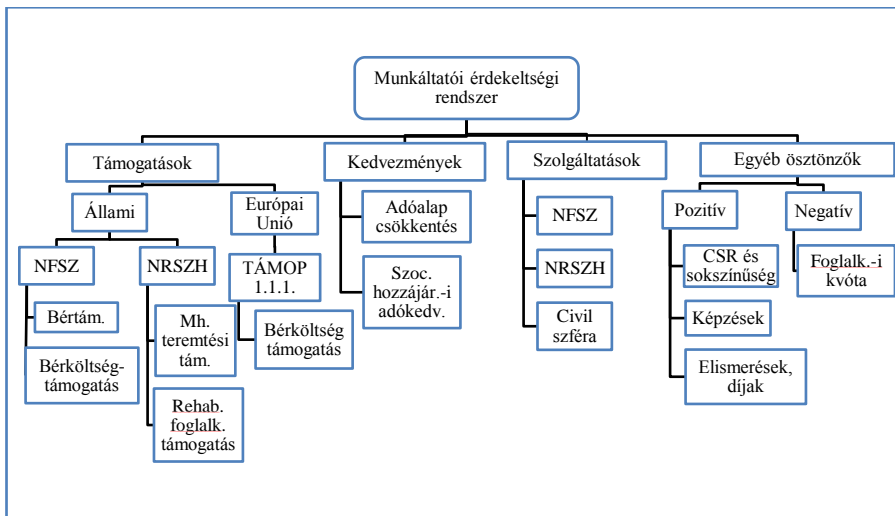 Munkáltatói érdekeltségi
rendszer
Támogatások
Kedvezmények
Szolgáltatások
Egyéb ösztönzők
Állami
Európai
Unió
Adóalap
csökkentés
NFSZ
Pozitív
Negatív
NFSZ
NRSZH
TÁMOP
1.1.1.
Szoc.
hozzájár.-i
adókedv.
NRSZH
CSR és
sokszínűség
Foglalk.-i
kvóta
Bértám.
Mh.
teremtési
tám.
Bérköltség
támogatás
Civil
szféra
Képzések
Bérköltség-
támogatás
Elismerések,
díjak
Rehab.
foglalk.
támogatás